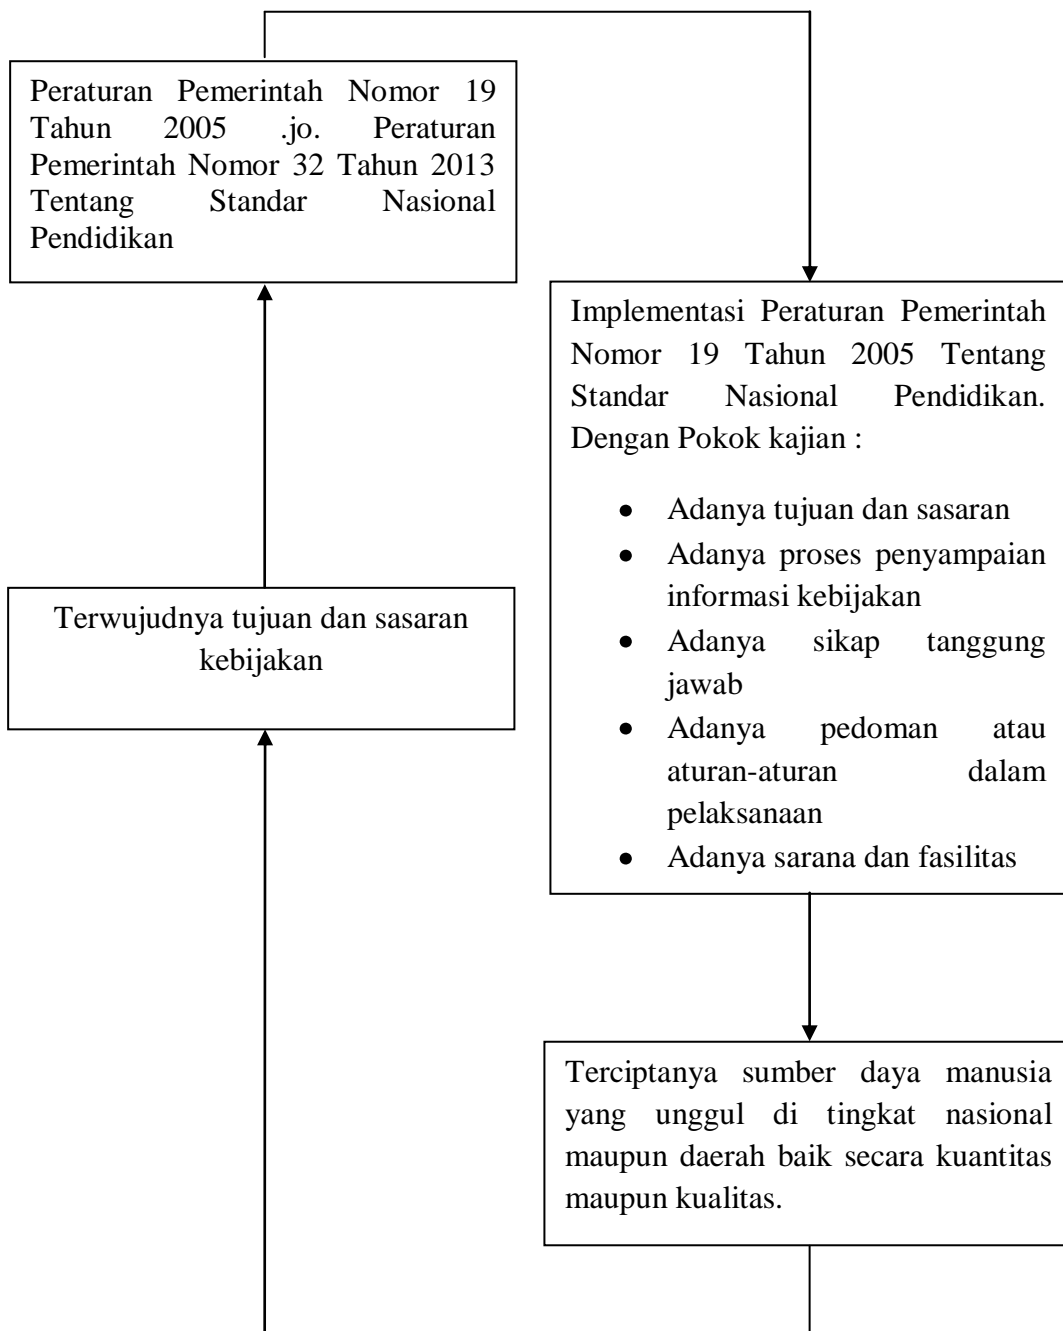 Peraturan Pemerintah Nomor 19
Tahun 2005 .jo. Peraturan
Pemerintah Nomor 32 Tahun 2013
Tentang Standar Nasional
Pendidikan
Implementasi Peraturan Pemerintah
Nomor 19 Tahun 2005 Tentang
Standar Nasional Pendidikan.
Dengan Pokok kajian :
• Adanya tujuan dan sasaran
• Adanya proses penyampaian
informasi kebijakan
• Adanya sikap tanggung
jawab
• Adanya pedoman atau
aturan-aturan dalam
pelaksanaan
• Adanya sarana dan fasilitas
Terwujudnya tujuan dan sasaran
kebijakan
Terciptanya sumber daya manusia
yang unggul di tingkat nasional
maupun daerah baik secara kuantitas
maupun kualitas.